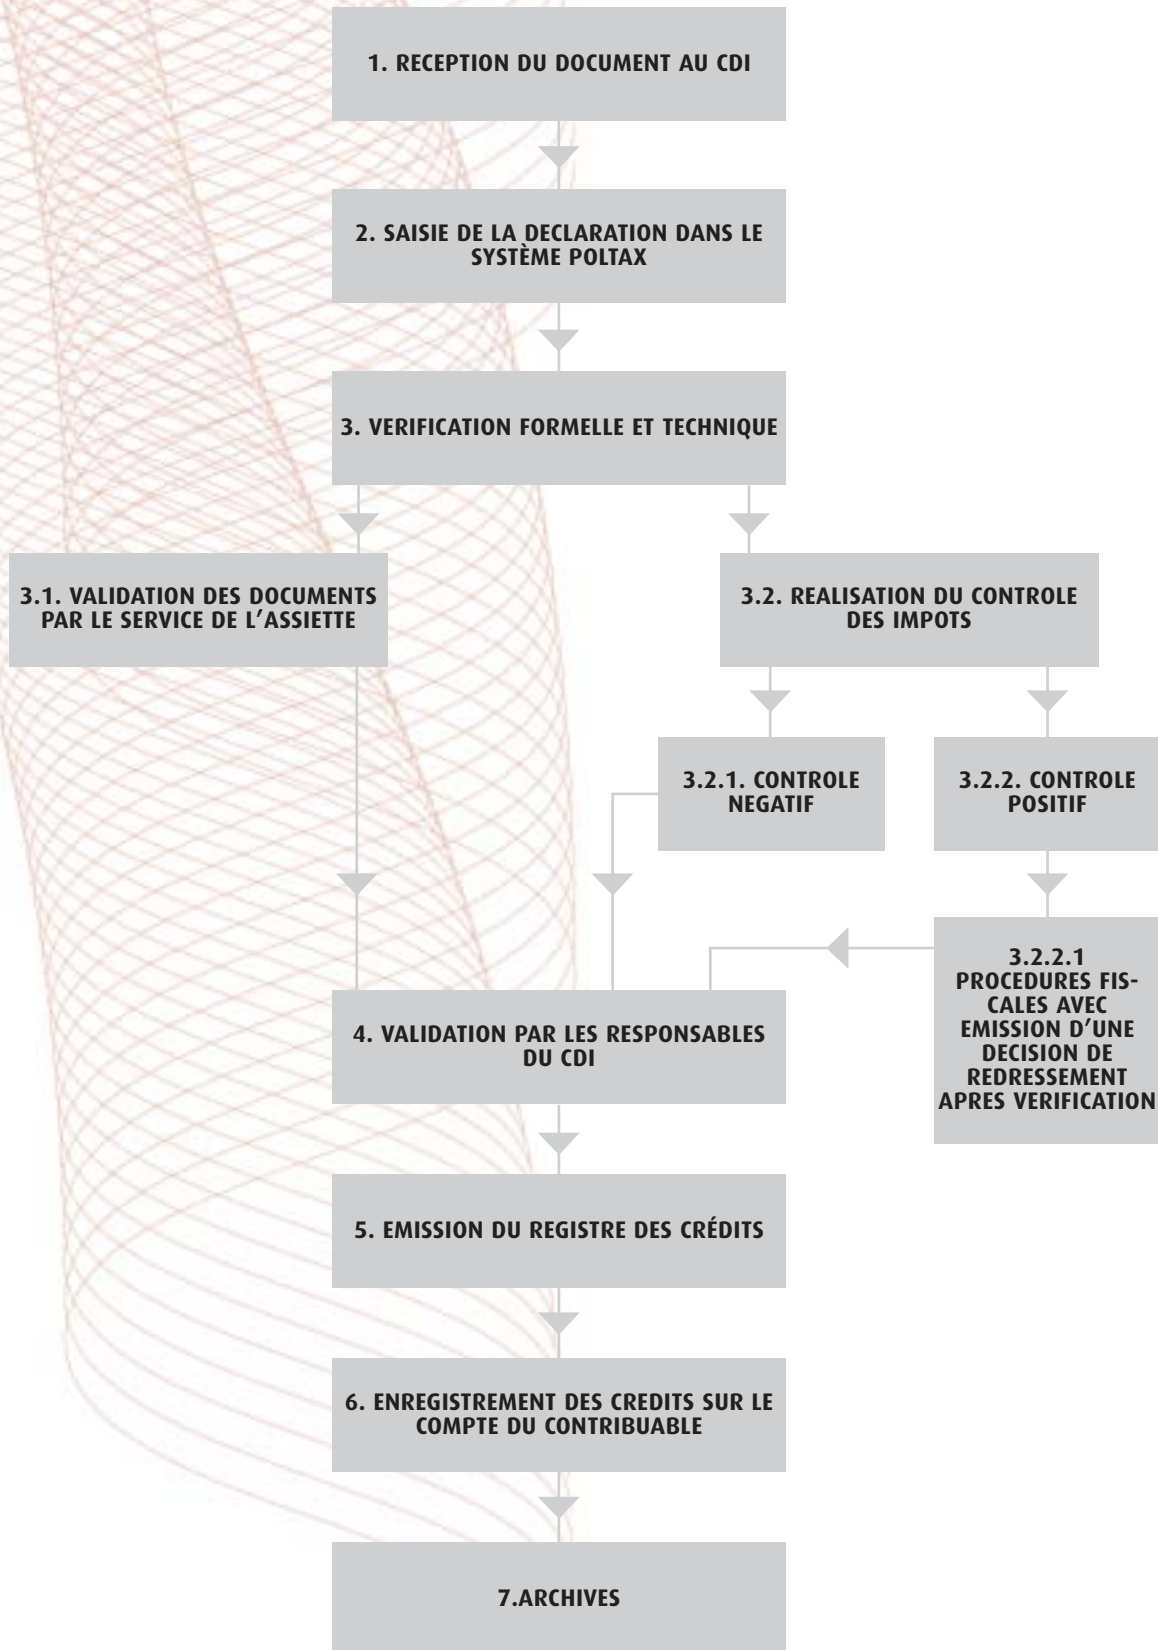 1. RECEPTION DU DOCUMENT AU CDI
2. SAISIE DE LA DECLARATION DANS LE
SYSTÈME POLTAX
3. VERIFICATION FORMELLE ET TECHNIQUE
3.1. VALIDATION DES DOCUMENTS
PAR LE SERVICE DE L’ASSIETTE
3.2. REALISATION DU CONTROLE
DES IMPOTS
3.2.1. CONTROLE
NEGATIF
3.2.2. CONTROLE
POSITIF
3.2.2.1
PROCEDURES FIS-
CALES AVEC
EMISSION D’UNE
DECISION DE
REDRESSEMENT
APRES VERIFICATION
4. VALIDATION PAR LES RESPONSABLES
DU CDI
5. EMISSION DU REGISTRE DES CRÉDITS
6. ENREGISTREMENT DES CREDITS SUR LE
COMPTE DU CONTRIBUABLE
7.ARCHIVES